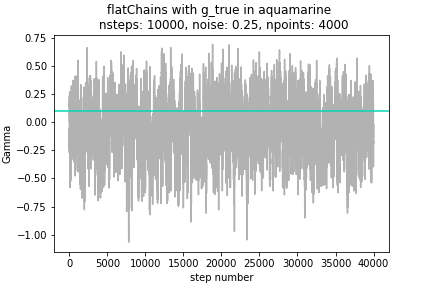 flatChains with g_true in aquamarine
nsteps: 10000, noise: 0.25, npoints: 4000
0.75
0.50
0.25
0.00
−0.25
−0.50
−0.75
−1.00
Gamma
0 5000 10000 15000 20000 25000 30000 35000 40000
step number